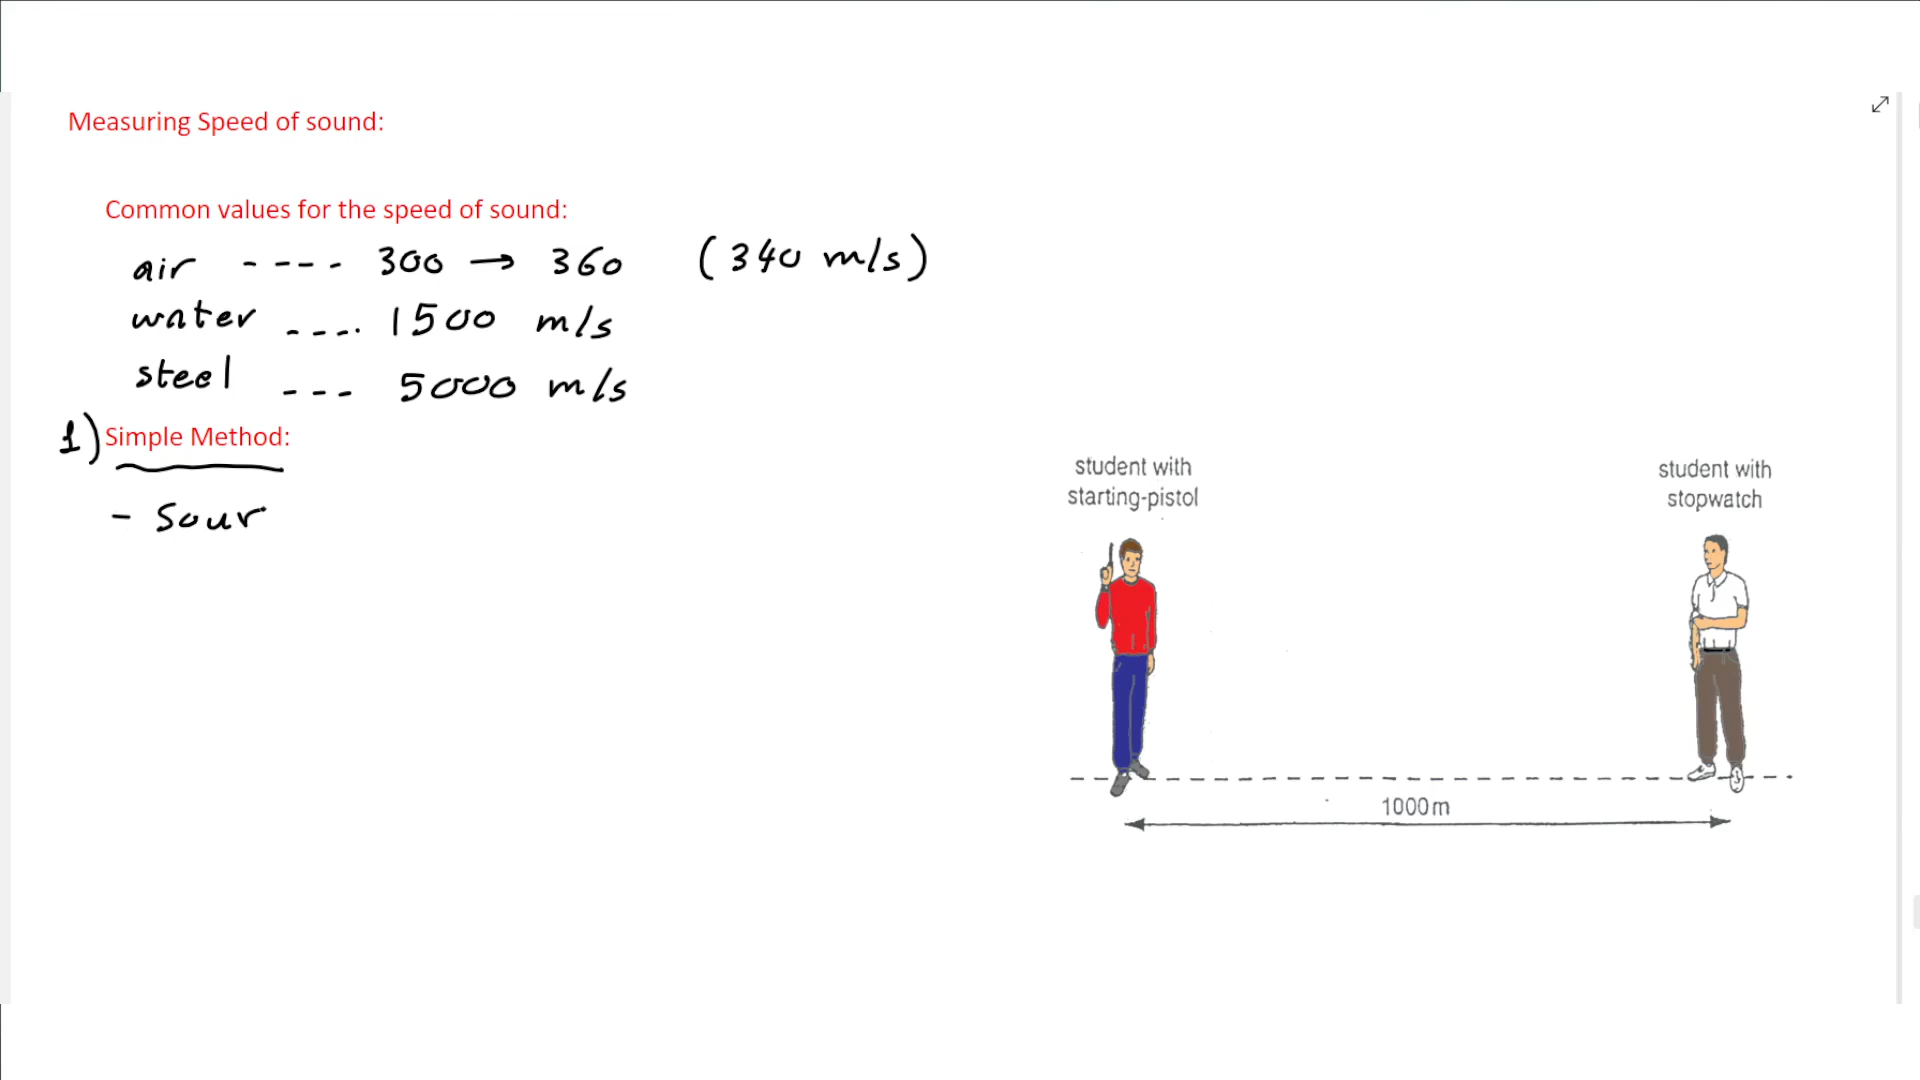 Measuring Speed of sound:
Common values for the speed of sound:
air ---- 300 → 360 (340 m/s)
water ---. 1500 m/s
steel --- 5000 m/s
1) Simple Method:
- Sour
student with
starting-pistol
student with
stopwatch
1000m